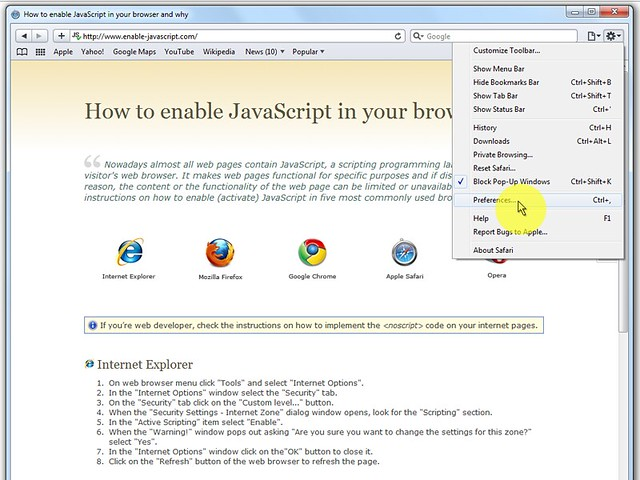 How to enable JavaScript in your browser and why
http://www.enable-javascript.com/
Google
Apple Yahoo! Google Maps YouTube Wikipedia News (10) Popular
Customize Toolbar...
Show Menu Bar
Hide Bookmarks Bar Ctrl+Shift+B
Show Tab Bar Ctrl+Shift+T
Show Status Bar Ctrl+'
History Ctrl+H
Downloads Ctrl+Alt+L
Private Browsing...
Reset Safari...
Block Pop-Up Windows Ctrl+Shift+K
Preferences... Ctrl+,
Help F1
Report Bugs to Apple...
About Safari
How to enable JavaScript in your
Nowadays almost all web pages contain JavaScript, a scripting programming
visitor's web browser. It makes web pages functional for specific purposes and if
reason, the content or the functionality of the web page can be limited or
instructions on how to enable (activate) JavaScript in five most commonly used
Internet Explorer Mozilla Firefox Google Chrome Apple Safari Opera
If you're web developer, check the instructions on how to implement the <noscript> code on your internet pages.
Internet Explorer
1. On web browser menu click "Tools" and select "Internet Options".
2. In the "Internet Options" window select the "Security" tab.
3. On the "Security" tab click on the "Custom level..." button.
4. When the "Security Settings - Internet Zone" dialog window opens, look for the "Scripting" section.
5. In the "Active Scripting" item select "Enable".
6. When the "Warning!" window pops out asking "Are you sure you want to change the settings for this zone?"
select "Yes".
7. In the "Internet Options" window click on the"OK" button to close it.
8. Click on the "Refresh" button of the web browser to refresh the page.